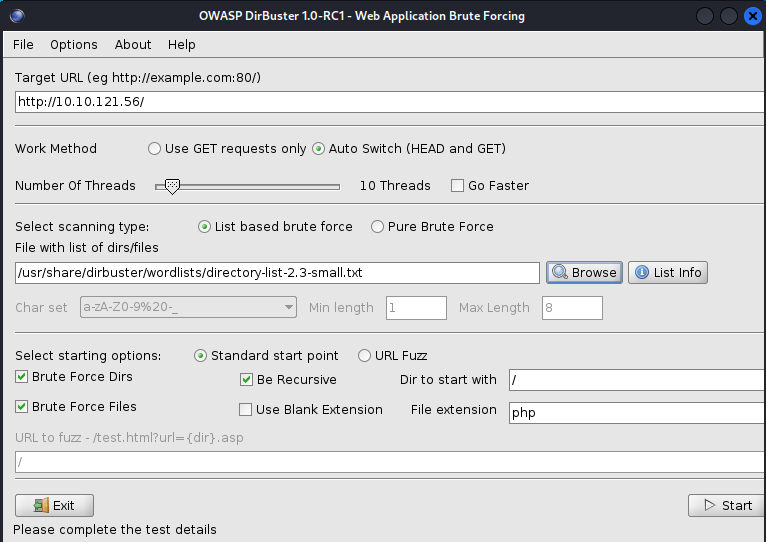 OWASP DirBuster 1.0-RC1 - Web Application Brute Forcing
File Options About Help
Target URL (eg http://example.com:80/)
http://10.10.121.56/
Work Method Use GET requests only Auto Switch (HEAD and GET)
Number Of Threads 10 Threads Go Faster
Select scanning type: List based brute force Pure Brute Force
File with list of dirs/files
/usr/share/dirbuster/wordlists/directory-list-2.3-small.txt Browse List Info
Char set a-zA-Z0-9%20-_ Min length 1 Max Length 8
Select starting options: Standard start point URL Fuzz
Brute Force Dirs Be Recursive Dir to start with /
Brute Force Files Use Blank Extension File extension php
URL to fuzz - /test.html?url={dir}.asp
/
Exit Start
Please complete the test details